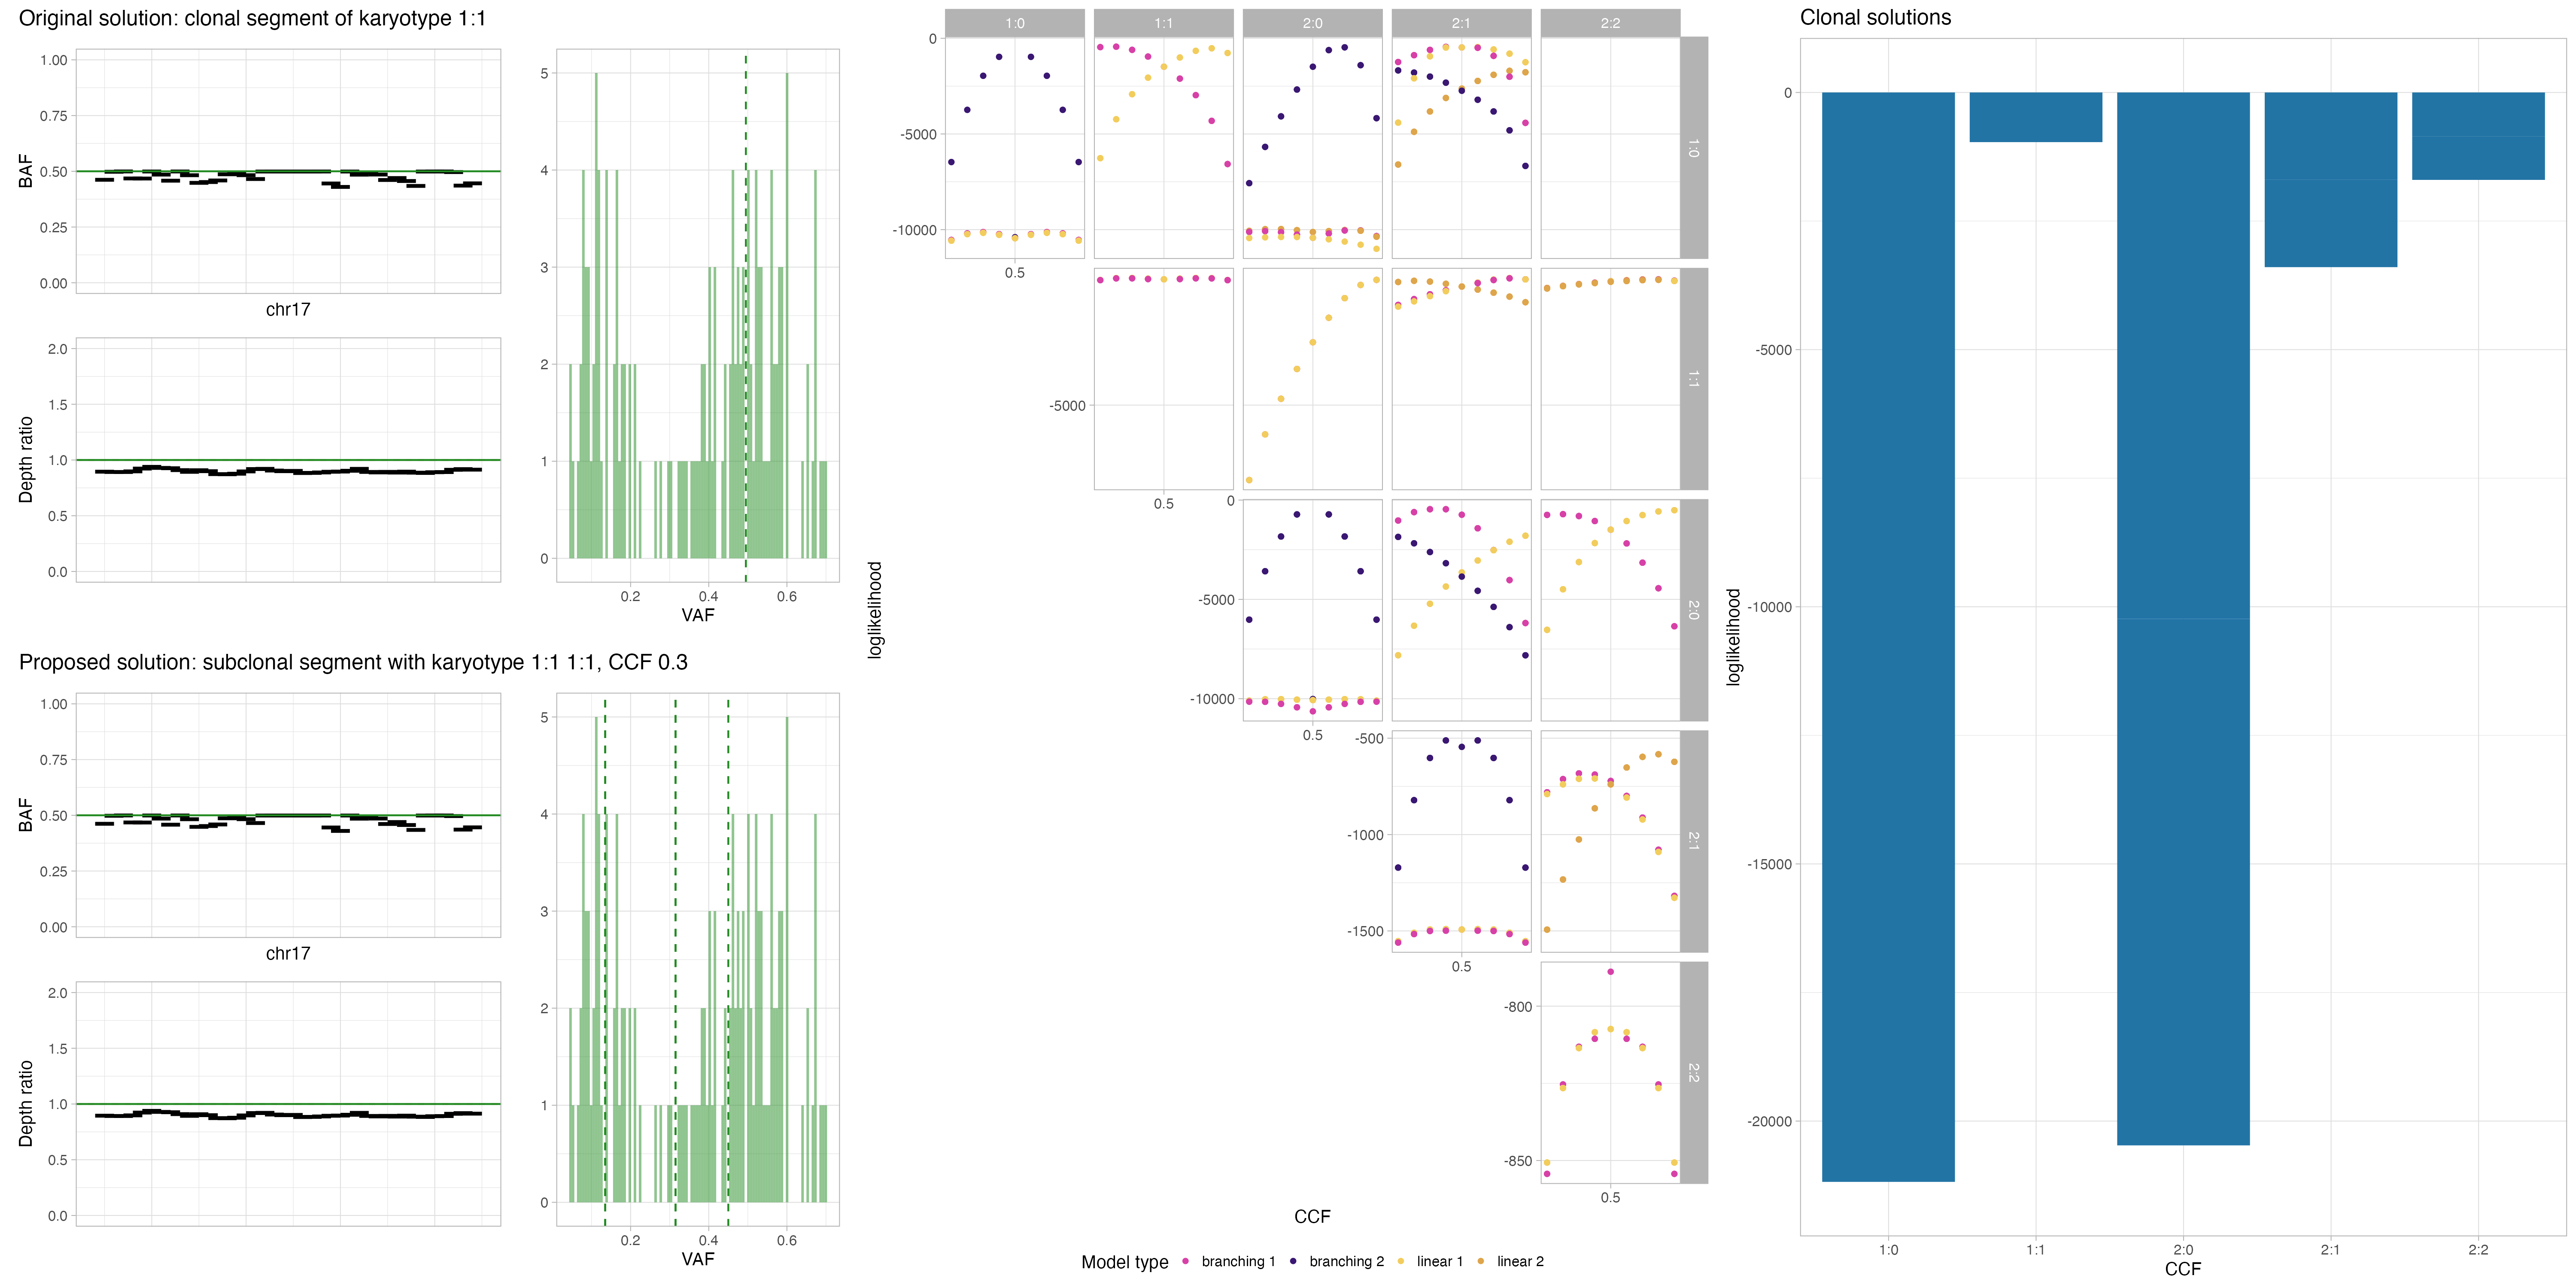 Original solution: clonal segment of karyotype 1:1
1.00
0.75
0.50
0.25
0.00
BAF
chr17
2.0
1.5
1.0
0.5
0.0
Depth ratio
5
4
3
2
1
0
0.2 0.4 0.6
VAF
Proposed solution: subclonal segment with karyotype 1:1 1:1, CCF 0.3
1.00
0.75
0.50
0.25
0.00
BAF
chr17
2.0
1.5
1.0
0.5
0.0
Depth ratio
5
4
3
2
1
0
0.2 0.4 0.6
VAF
loglikelihood
1:0 1:1 2:0 2:1 2:2
0
-5000
-10000
1:0
0.5
-5000
1:1
0.5
0
-5000
-10000
2:0
0.5
-500
-1000
-1500
2:1
0.5
-800
-850
2:2
0.5
CCF
Model type branching 1 branching 2 linear 1 linear 2
Clonal solutions
loglikelihood
0
-5000
-10000
-15000
-20000
1:0 1:1 2:0 2:1 2:2
CCF